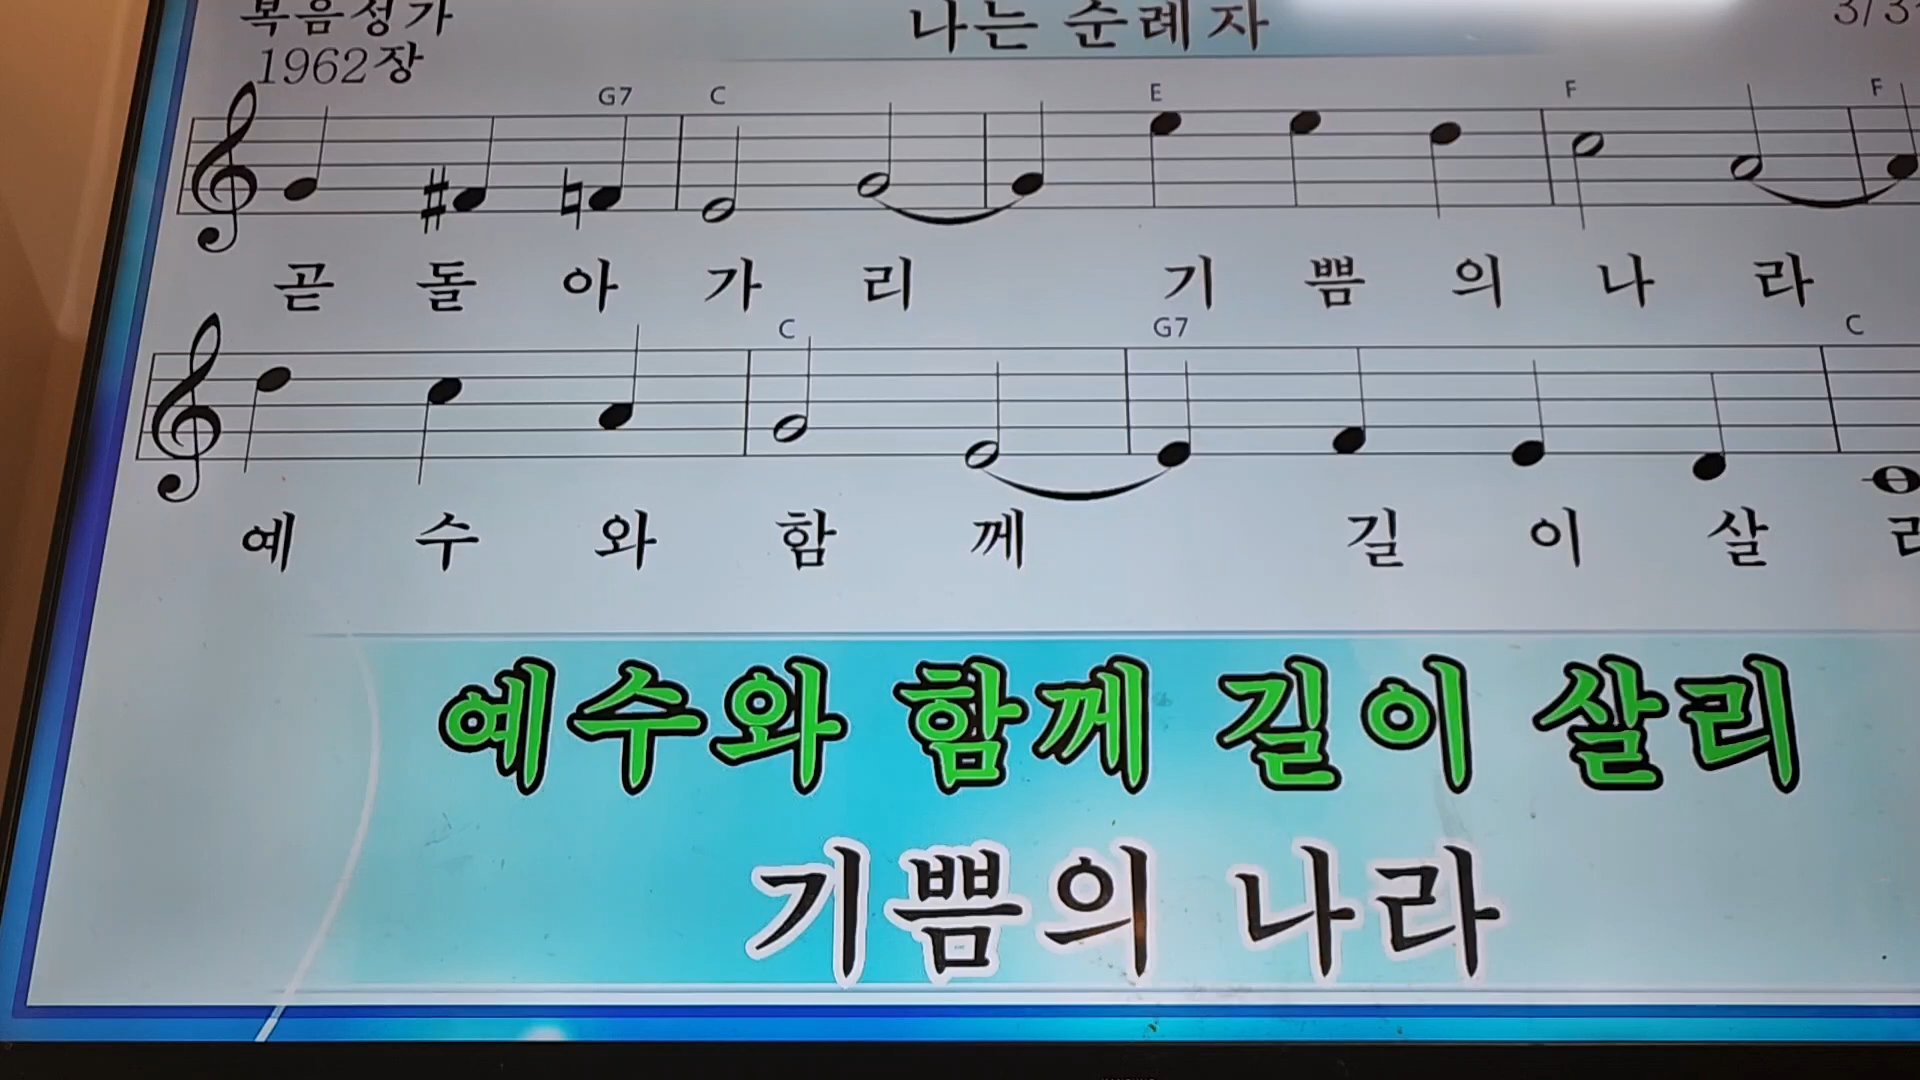 복음성가
나는 순례자
1962장
G7 C E F F
곧 돌 아 가 리 기 쁨 의 나 라
C G7 C
예 수 와 함 께 길 이 살 리
예수와 함께 길이 살리
기쁨의 나라